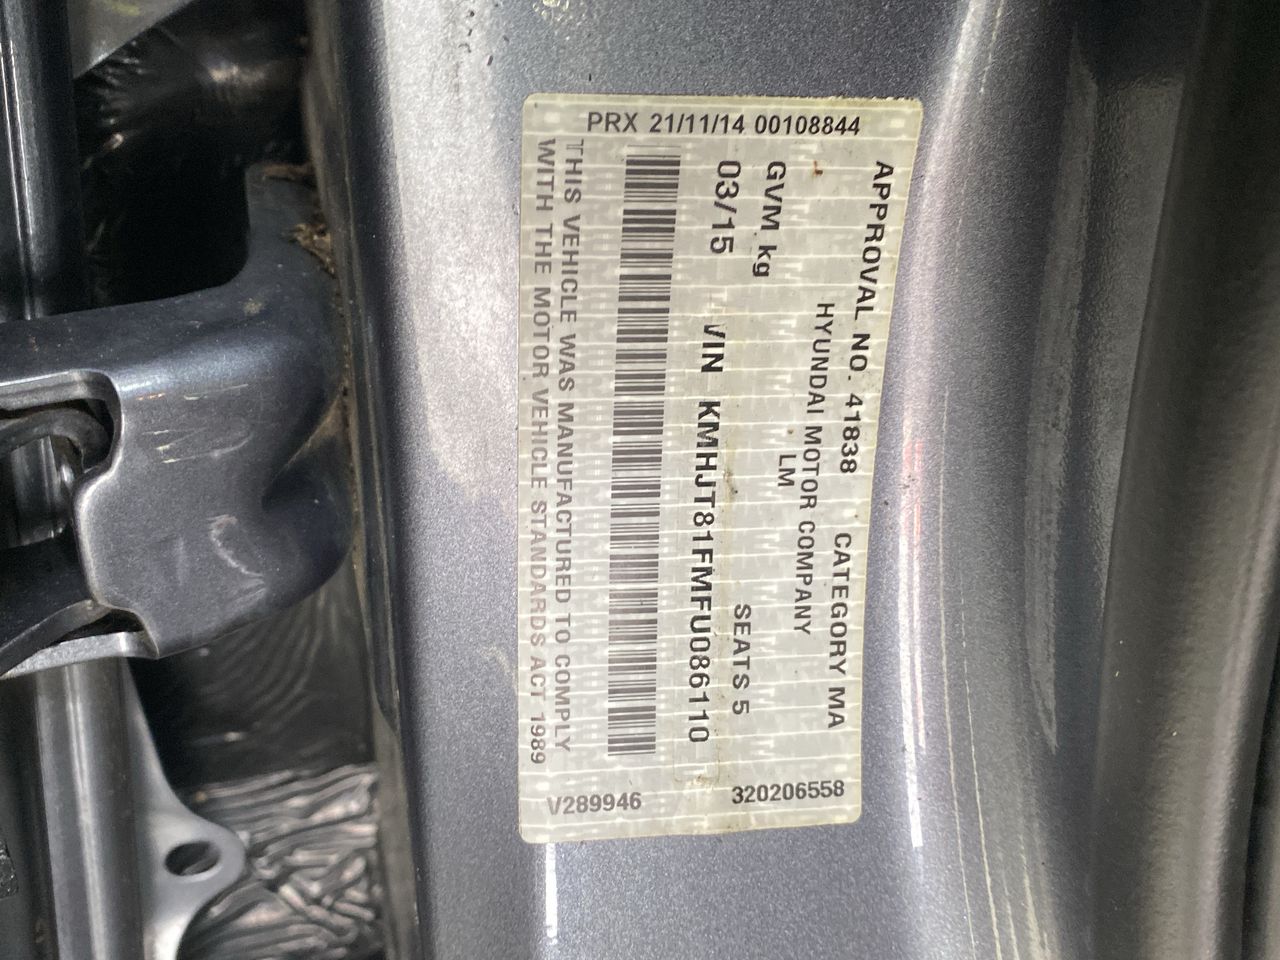 PRX 21/11/14 00108844
APPROVAL NO. 41838 CATEGORY MA
HYUNDAI MOTOR COMPANY
LM
GVM kg SEATS 5
03/15 VIN KMHJT81FMFU086110
THIS VEHICLE WAS MANUFACTURED TO COMPLY
WITH THE MOTOR VEHICLE STANDARDS ACT 1989
V289946 320206558